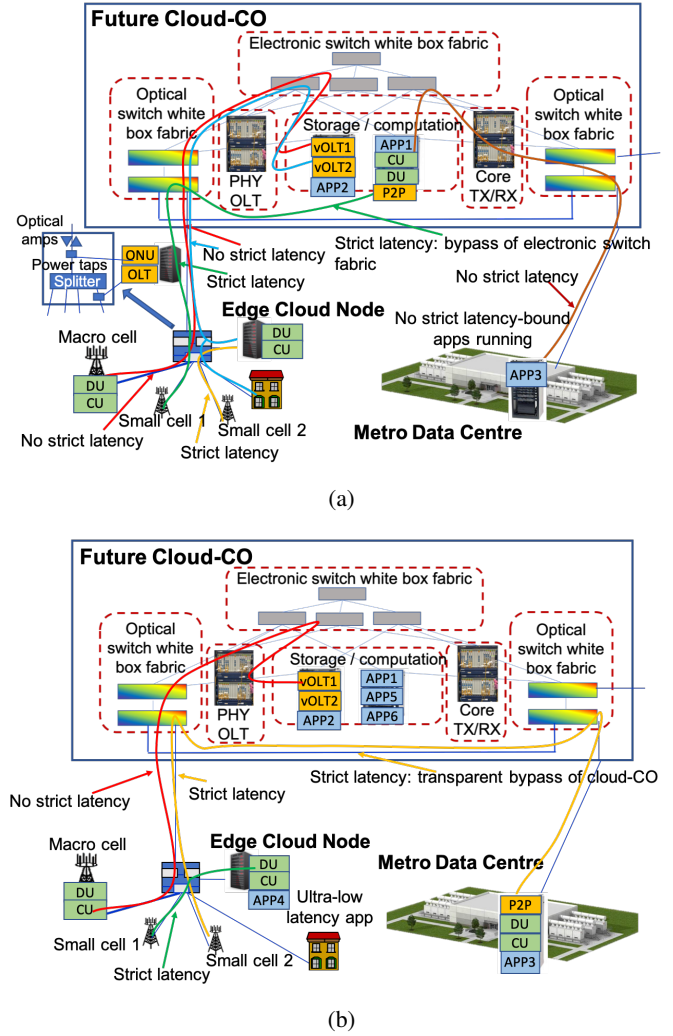 Future Cloud-CO
Electronic switch white box fabric
Optical
switch white
box fabric
Optical
switch white
box fabric
Storage / computation
vOLT1
vOLT2
APP2
APP1
CU
DU
P2P
PHY
OLT
Core
TX/RX
Optical
amps
Power taps
Splitter
ONU
OLT
No strict latency
Strict latency
Strict latency: bypass of electronic switch
fabric
No strict latency
Edge Cloud Node
No strict latency-bound
apps running
Macro cell
DU
CU
DU
CU
APP3
Small cell 1
Small cell 2
No strict latency
Strict latency
Metro Data Centre
(a)
Future Cloud-CO
Electronic switch white box fabric
Optical
switch white
box fabric
Optical
switch white
box fabric
Storage / computation
vOLT1
vOLT2
APP2
APP1
APP5
APP6
PHY
OLT
Core
TX/RX
Strict latency: transparent bypass of cloud-CO
No strict latency
Strict latency
Macro cell
Edge Cloud Node
Metro Data Centre
DU
CU
DU
CU
APP4
Ultra-low
latency app
P2P
DU
CU
APP3
Small cell 1
Small cell 2
Strict latency
(b)